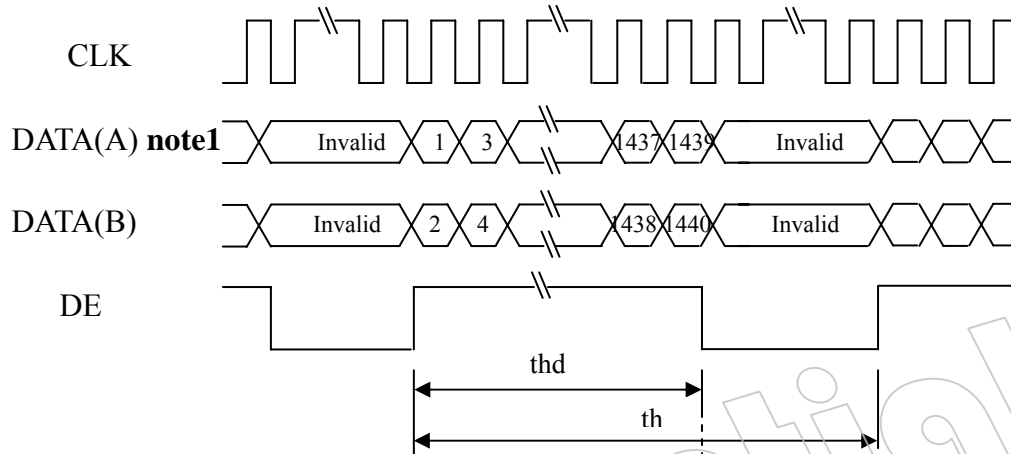 CLK
DATA(A) note1 Invalid 1 3 1437 1439 Invalid
DATA(B) Invalid 2 4 1438 1440 Invalid
DE
thd
th